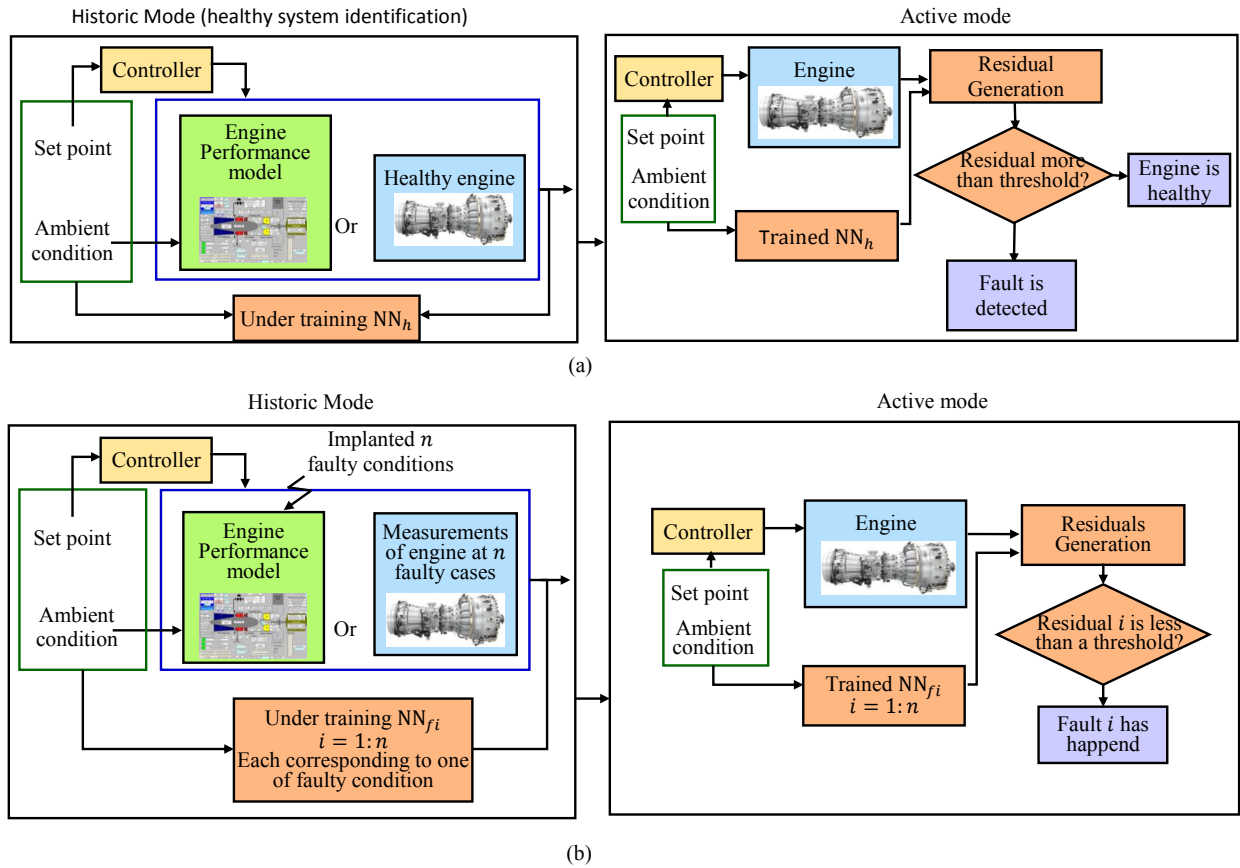 Historic Mode (healthy system identification)
Active mode
Controller
Set point
Ambient
condition
Engine
Performance
model
Or
Healthy engine
Under training NNₕ
Controller
Engine
Set point
Ambient
condition
Trained NNₕ
Residual
Generation
Residual more
than threshold?
Engine is
healthy
Fault is
detected
(a)
Historic Mode
Active mode
Controller
Implanted n
faulty conditions
Set point
Ambient
condition
Engine
Performance
model
Or
Measurements
of engine at n
faulty cases
Under training NN_fi
i = 1:n
Each corresponding to one
of faulty condition
Controller
Engine
Set point
Ambient
condition
Trained NN_fi
i = 1:n
Residuals
Generation
Residual i is less
than a threshold?
Fault i has
happend
(b)